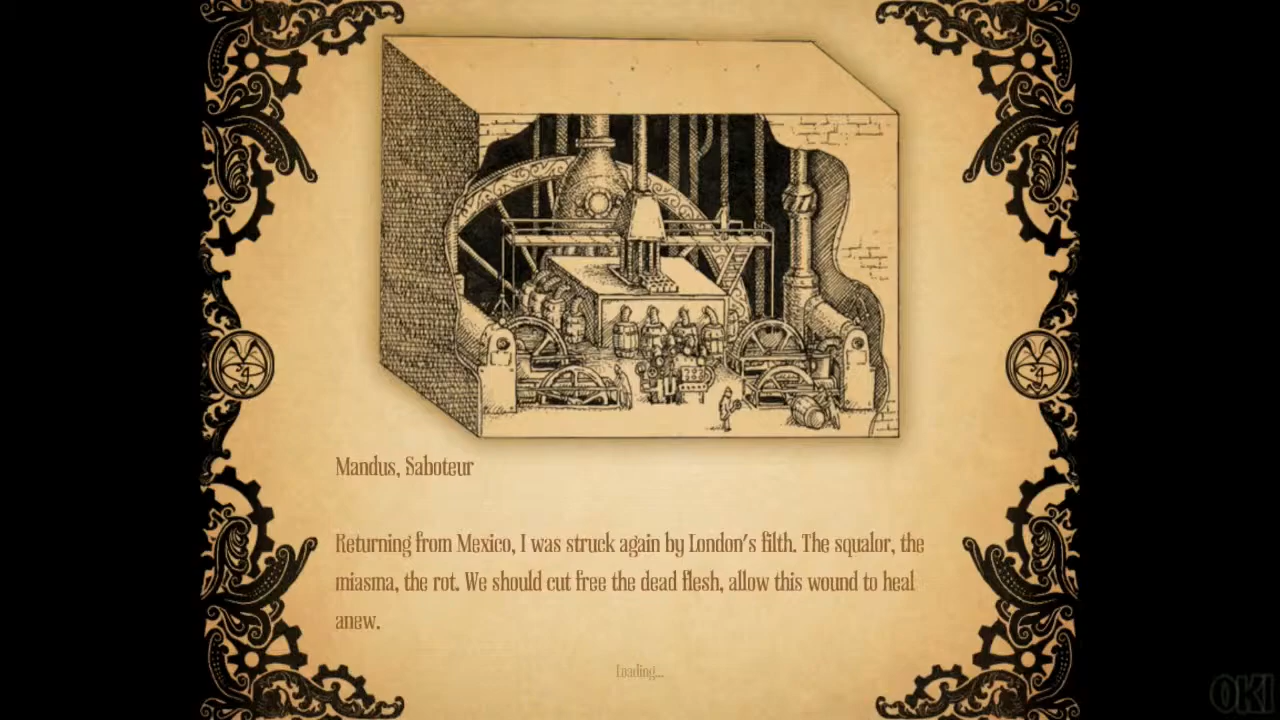 Mandus, Saboteur
Returning from Mexico, I was struck again by London's filth. The squalor, the
miasma, the rot. We should cut free the dead flesh, allow this wound to heal
anew.
Loading...
OKI